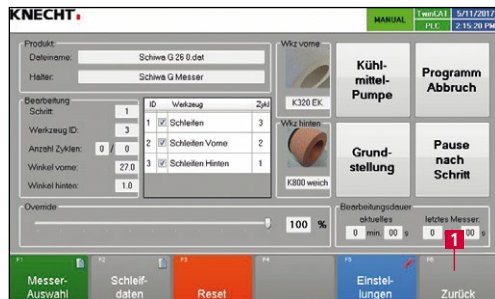 KNECHT.
MANUAL
TwinCAT
PLC
5/11/2017
2:15:20 PM
Produkt
Dateiname: Schiwa G 26 0.dat
Halter: Schiwa G Messer
Wkz vorne
K320 EK
Wkz hinten
K800 weich
Bearbeitung
Schritt: 1
Werkzeug ID: 3
Anzahl Zyklen: 0 / 0
Winkel vorne: 27.0
Winkel hinten: 1.0
ID Werkzeug Zykl
1 Schleifen 3
2 Schleifen Vorne 2
3 Schleifen Hinten 1
Kühl-
mittel-
Pumpe
Programm
Abbruch
Grund-
stellung
Pause
nach
Schritt
Override
100 %
Bearbeitungsdauer
aktuelles letztes Messer:
0 min. 00 s 0 00 s
1
F1 Messer-
Auswahl
F2 Schleif-
daten
F3 Reset
F4
F5 Einstel-
lungen
Zurück